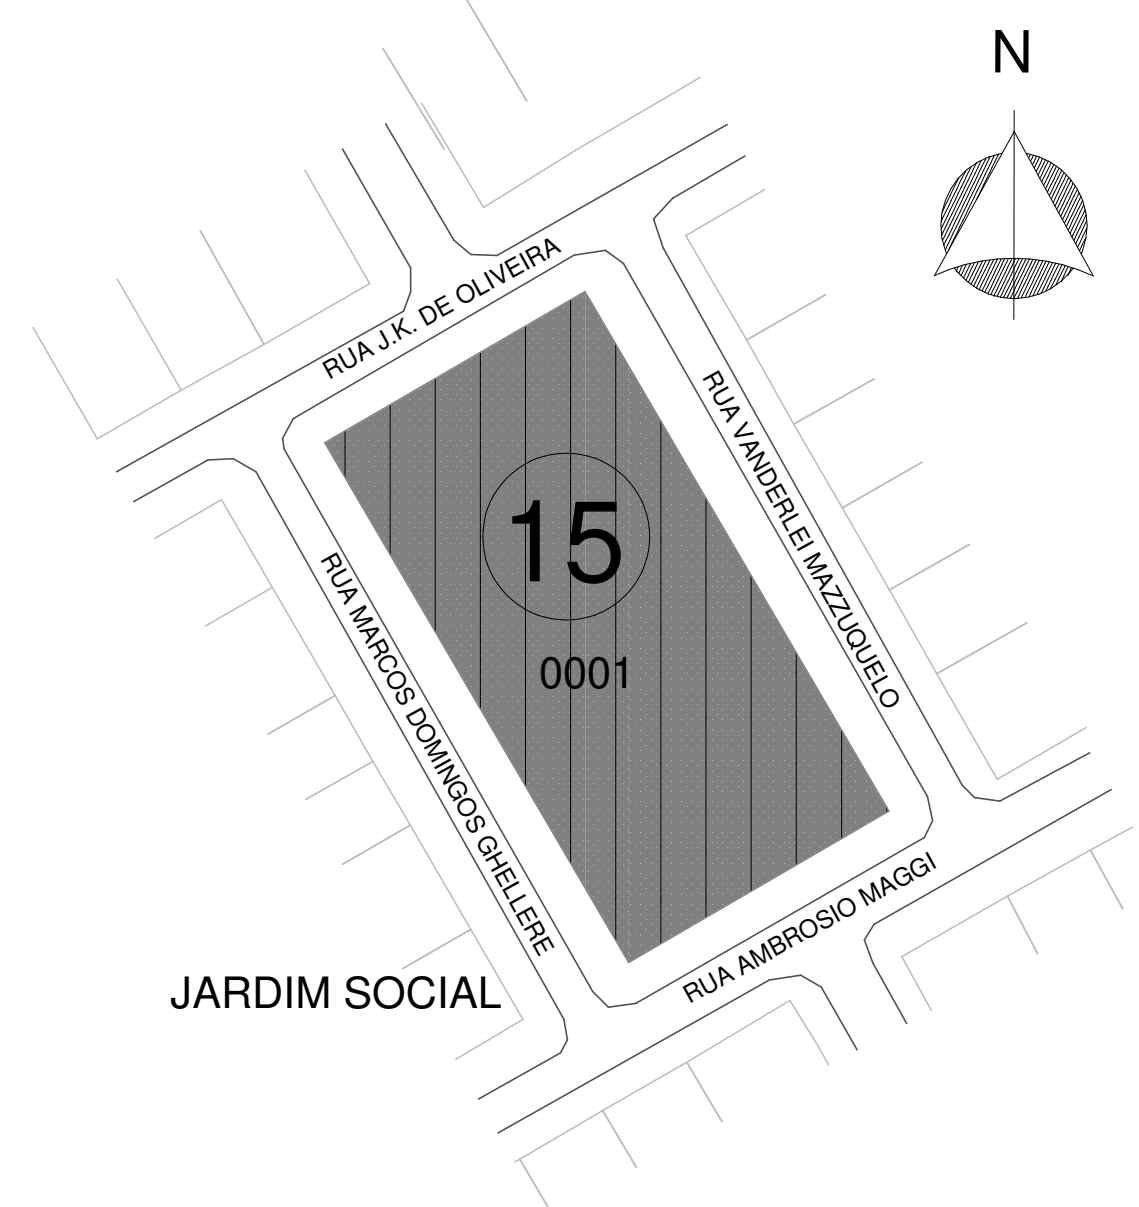 N
RUA J.K. DE OLIVEIRA
RUA VANDERLEI MAZZUQUELO
15
0001
RUA MARCOS DOMINGOS GHELLERE
RUA AMBROSIO MAGGI
JARDIM SOCIAL